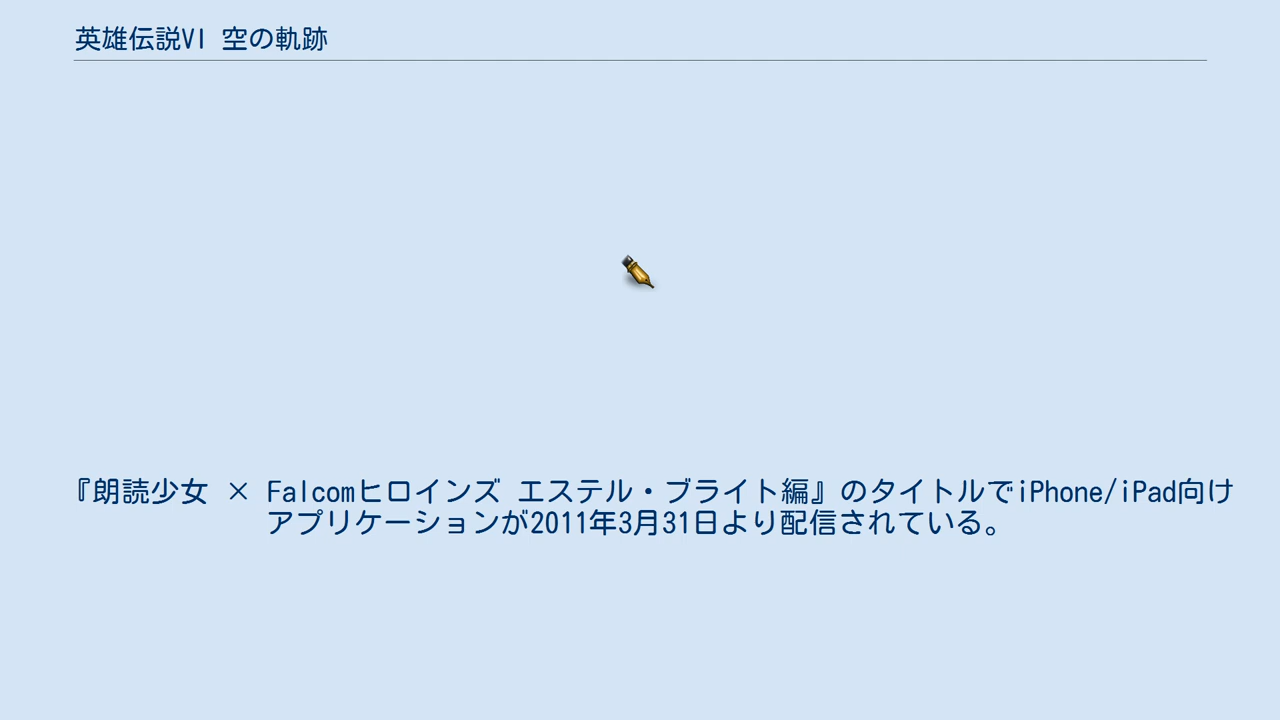 英雄伝説VI 空の軌跡
『朗読少女 × Falcomヒロインズ エステル・ブライト編』のタイトルでiPhone/iPad向け
アプリケーションが2011年3月31日より配信されている。